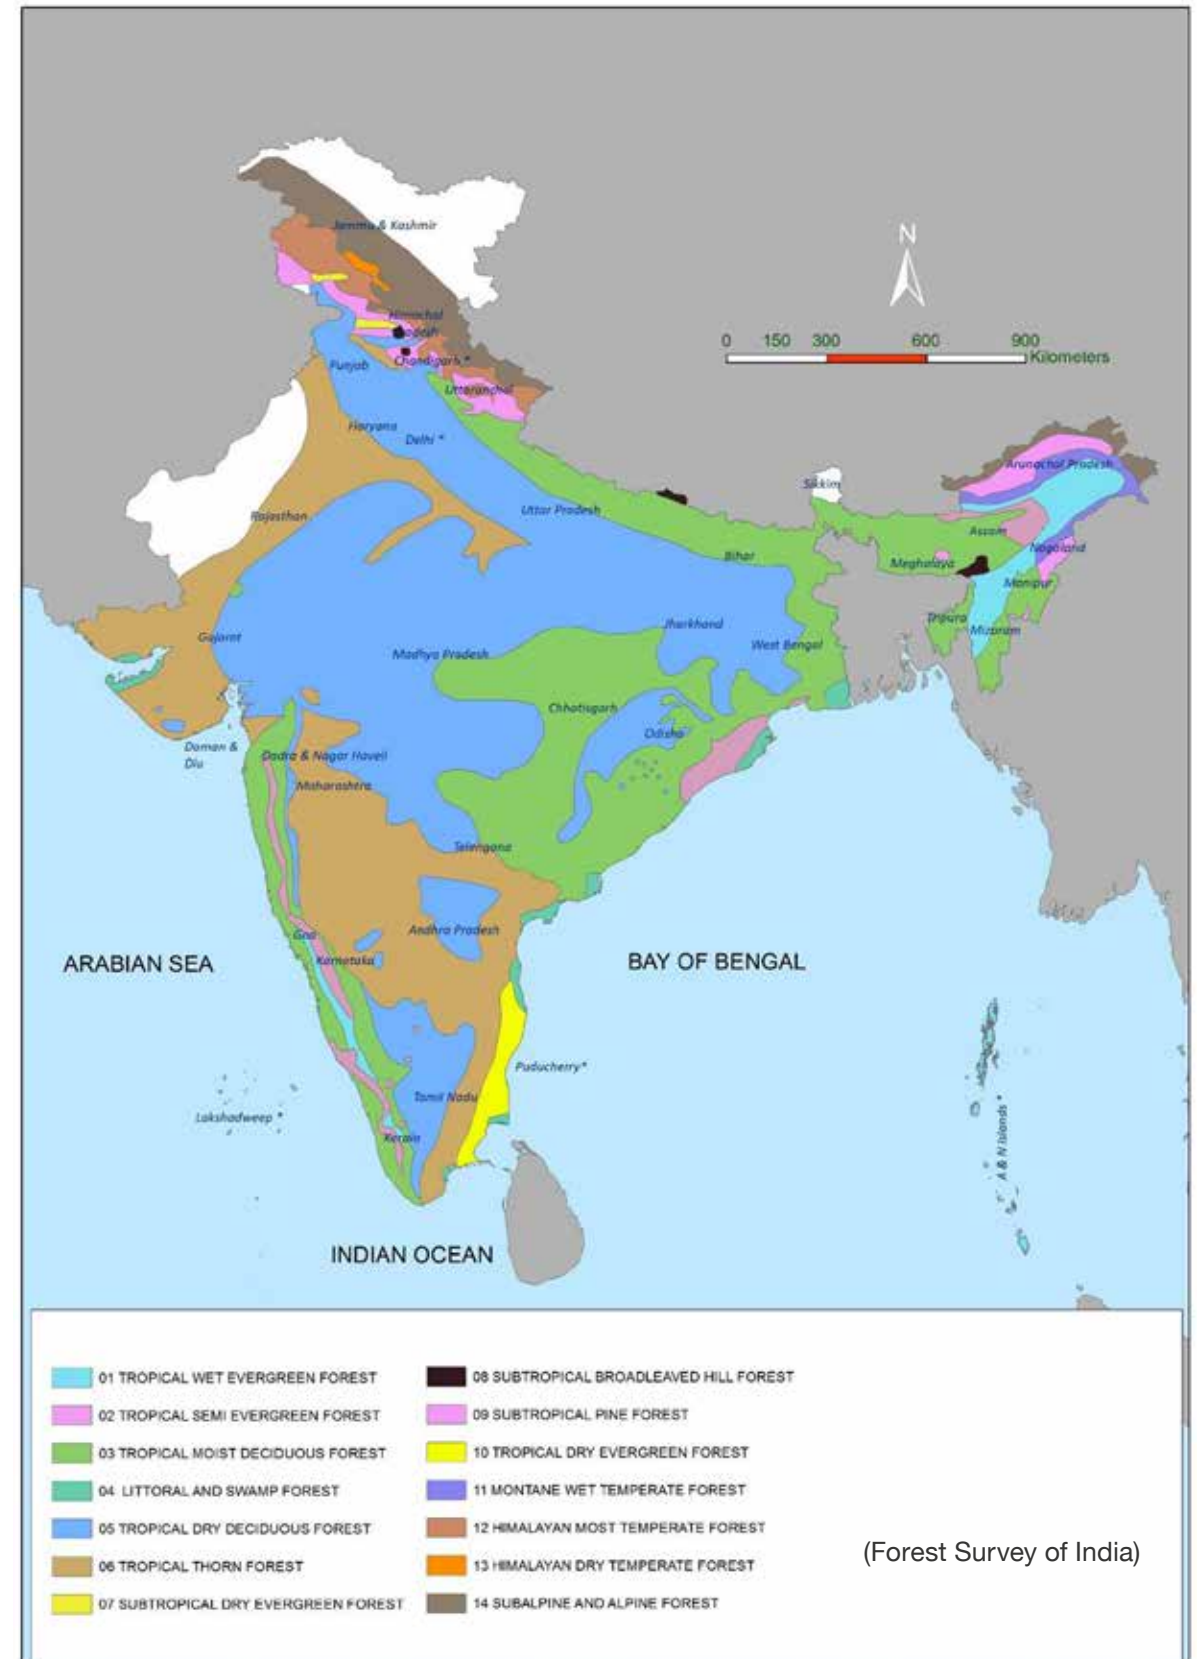 Jammu & Kashmir
N
Himachal
Pradesh
0 150 300 600 900
Kilometers
Chandigarh *
Punjab
Uttaranchal
Haryana
Delhi *
Arunachal Pradesh
Sikkim
Rajasthan
Uttar Pradesh
Assam
Nagaland
Bihar
Meghalaya
Manipur
Tripura
Mizoram
Gujarat
Jharkhand
West Bengal
Madhya Pradesh
Chhatisgarh
Odisha
Daman &
Diu
Dadra & Nagar Haveli
Maharashtra
Telengana
Goa
Andhra Pradesh
Karnataka
ARABIAN SEA
BAY OF BENGAL
Puducherry*
Tamil Nadu
Lakshadweep *
Kerala
A & N Islands *
INDIAN OCEAN
01 TROPICAL WET EVERGREEN FOREST
02 TROPICAL SEMI EVERGREEN FOREST
03 TROPICAL MOIST DECIDUOUS FOREST
04 LITTORAL AND SWAMP FOREST
05 TROPICAL DRY DECIDUOUS FOREST
06 TROPICAL THORN FOREST
07 SUBTROPICAL DRY EVERGREEN FOREST
08 SUBTROPICAL BROADLEAVED HILL FOREST
09 SUBTROPICAL PINE FOREST
10 TROPICAL DRY EVERGREEN FOREST
11 MONTANE WET TEMPERATE FOREST
12 HIMALAYAN MOST TEMPERATE FOREST
13 HIMALAYAN DRY TEMPERATE FOREST
14 SUBALPINE AND ALPINE FOREST
(Forest Survey of India)